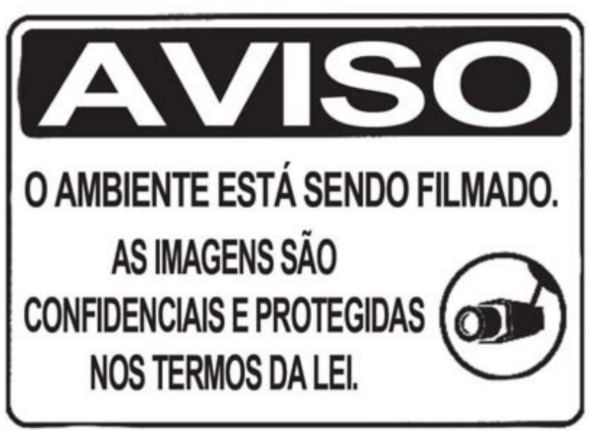 AVISO
O AMBIENTE ESTÁ SENDO FILMADO.
AS IMAGENS SÃO
CONFIDENCIAIS E PROTEGIDAS
NOS TERMOS DA LEI.